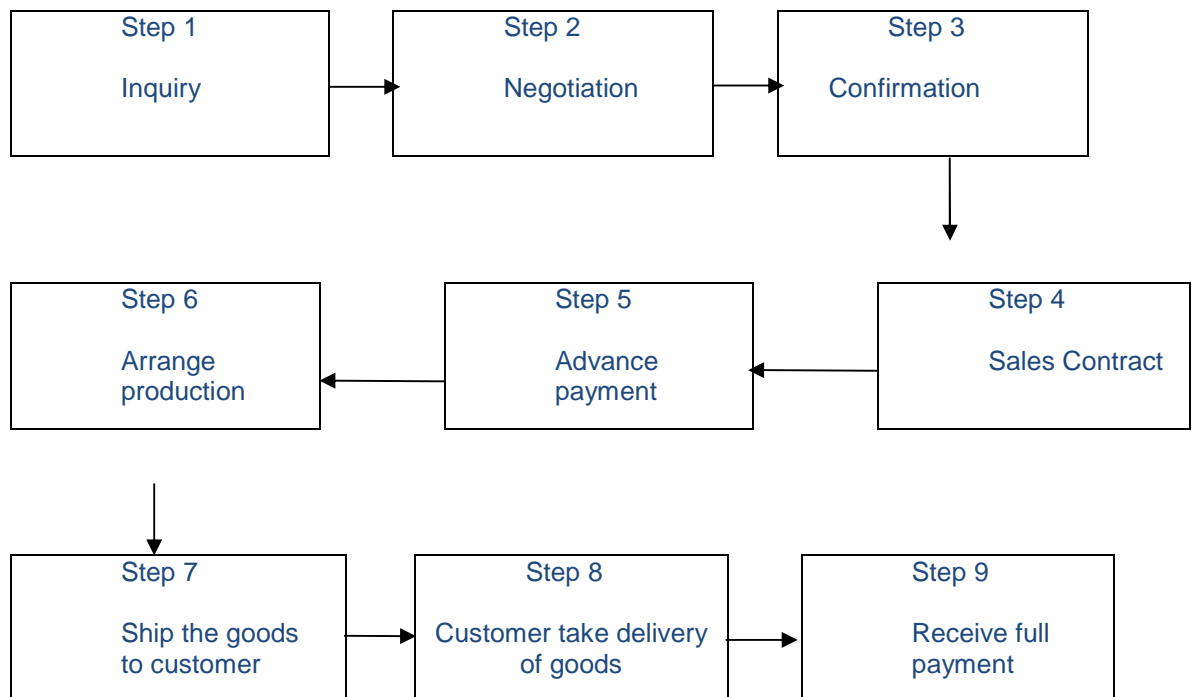 Step 1
Inquiry
Step 2
Negotiation
Step 3
Confirmation
Step 4
Sales Contract
Step 5
Advance
payment
Step 6
Arrange
production
Step 7
Ship the goods
to customer
Step 8
Customer take delivery
of goods
Step 9
Receive full
payment